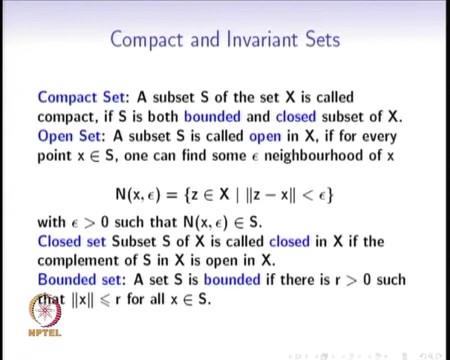 Compact and Invariant Sets
Compact Set: A subset S of the set X is called
compact, if S is both bounded and closed subset of X.
Open Set: A subset S is called open in X, if for every
point x ∈ S, one can find some ϵ neighbourhood of x
N(x, ϵ) = {z ∈ X | ‖z − x‖ < ϵ}
with ϵ > 0 such that N(x, ϵ) ∈ S.
Closed set Subset S of X is called closed in X if the
complement of S in X is open in X.
Bounded set: A set S is bounded if there is r > 0 such
that ‖x‖ ⩽ r for all x ∈ S.
NPTEL